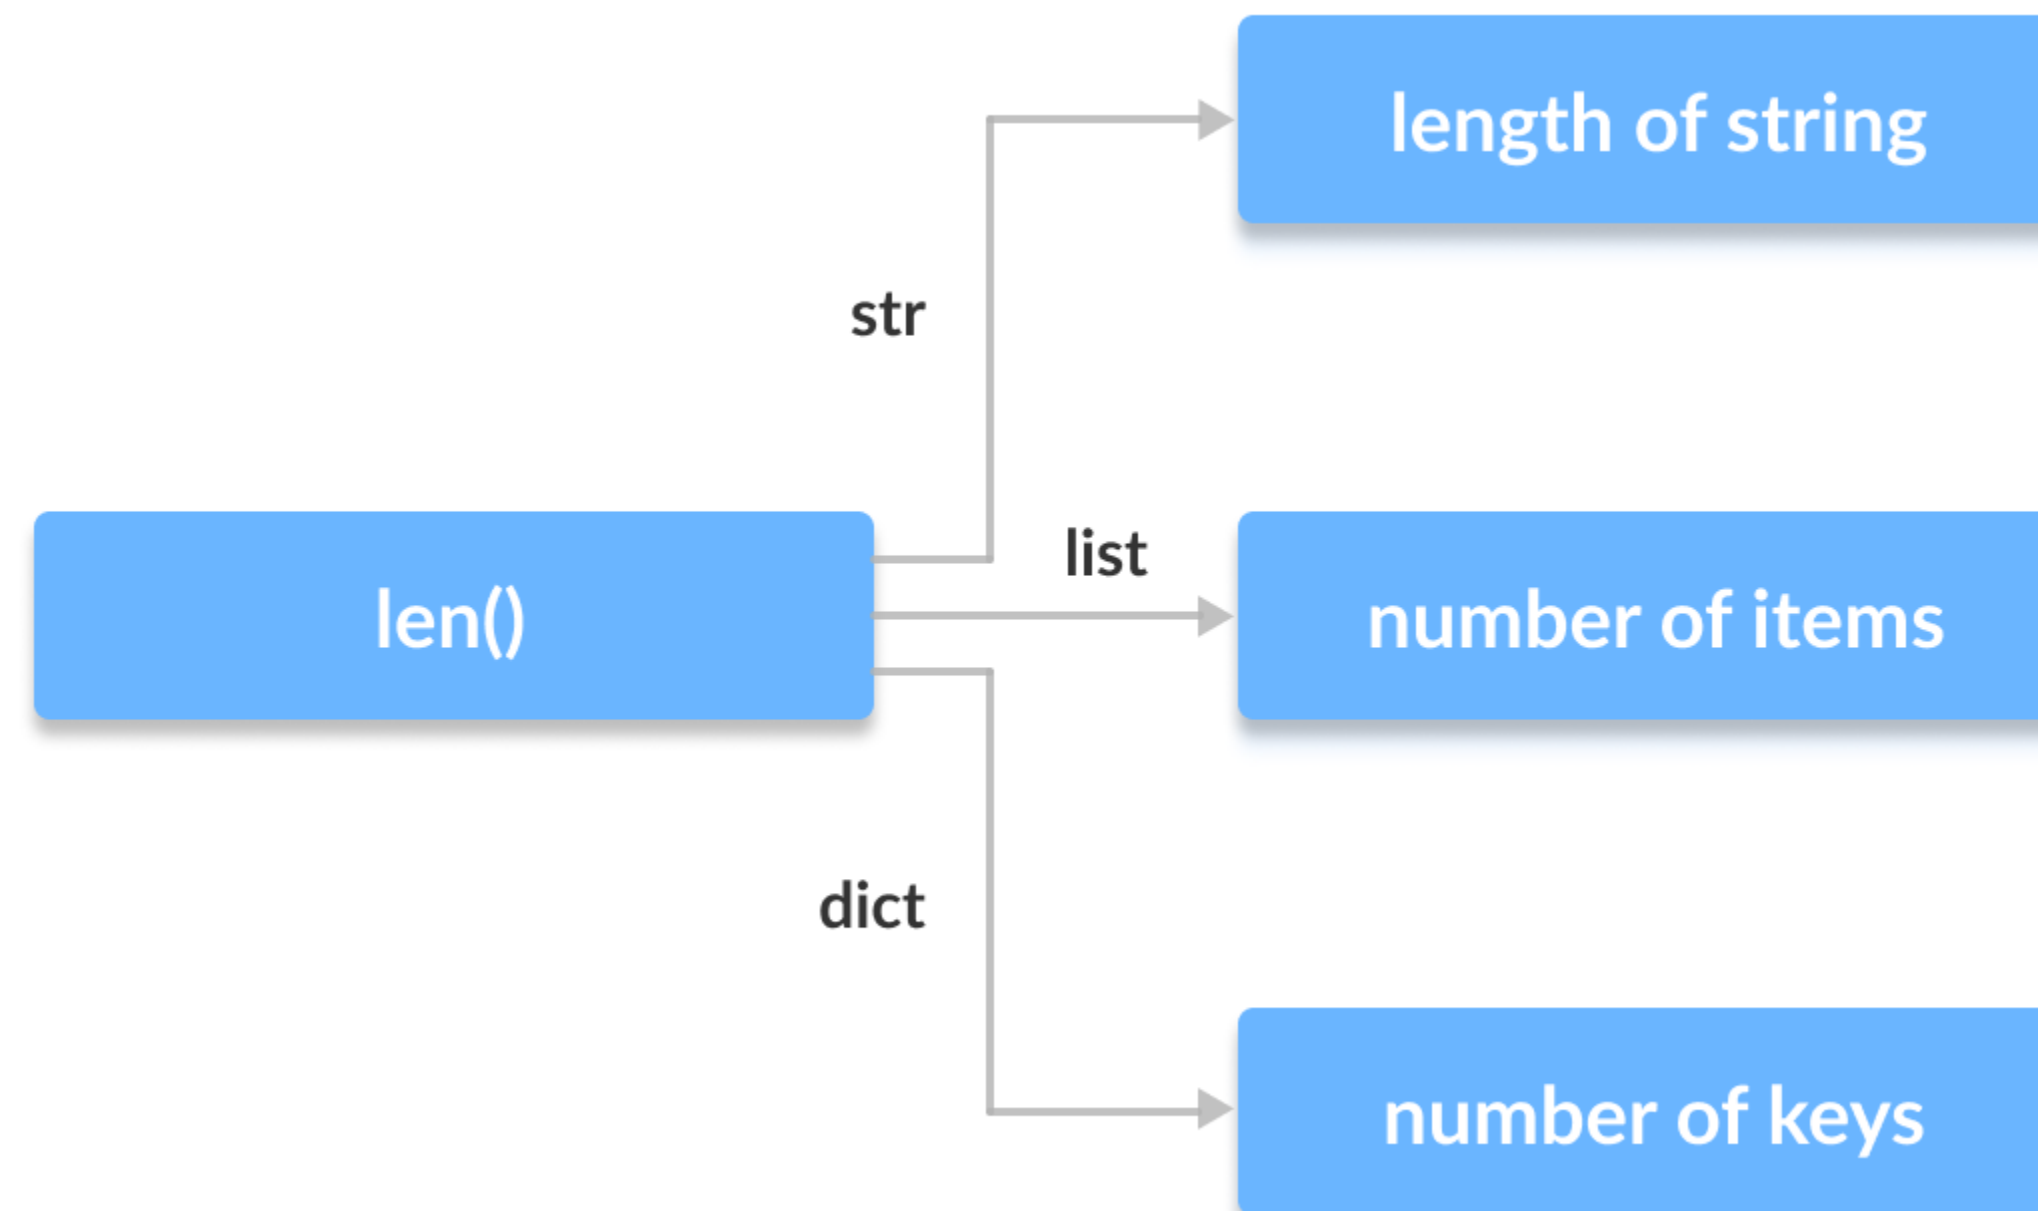 length of string
str
list
len()
number of items
dict
number of keys